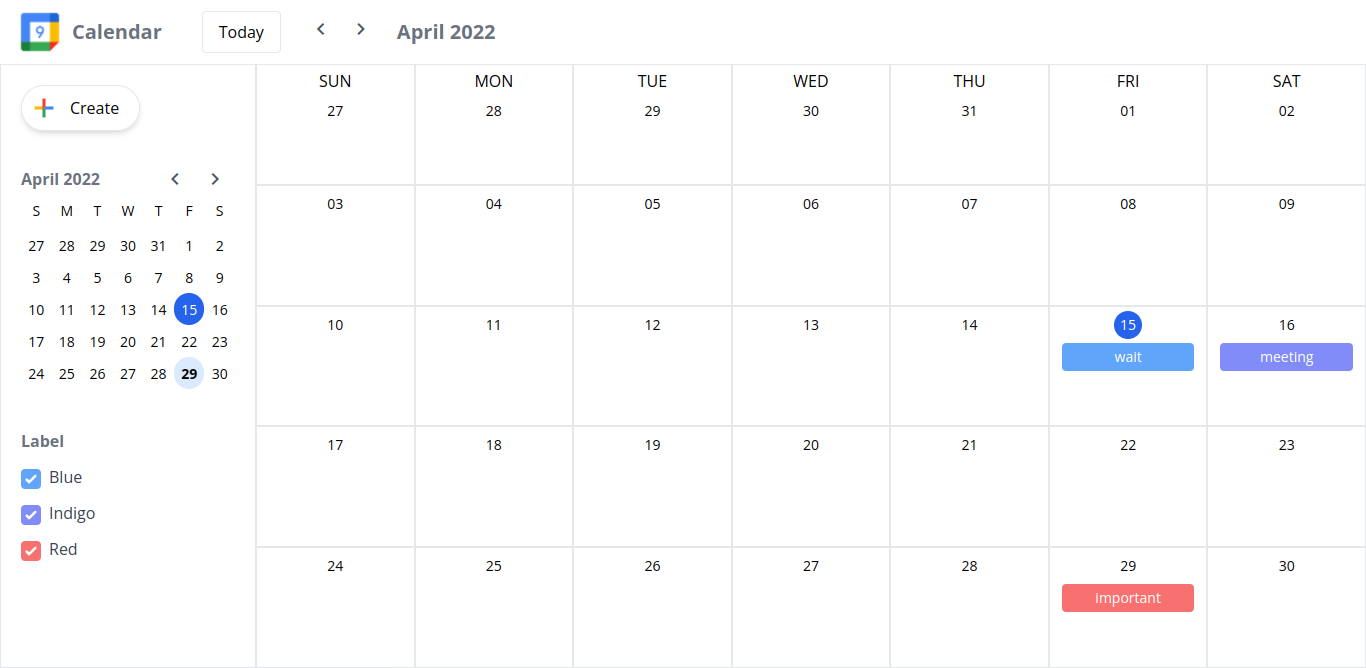 9 Calendar Today April 2022
Create
April 2022
S M T W T F S
27 28 29 30 31 1 2
3 4 5 6 7 8 9
10 11 12 13 14 15 16
17 18 19 20 21 22 23
24 25 26 27 28 29 30
Label
Blue
Indigo
Red
SUN MON TUE WED THU FRI SAT
27 28 29 30 31 01 02
03 04 05 06 07 08 09
10 11 12 13 14 15 16
wait meeting
17 18 19 20 21 22 23
24 25 26 27 28 29 30
important